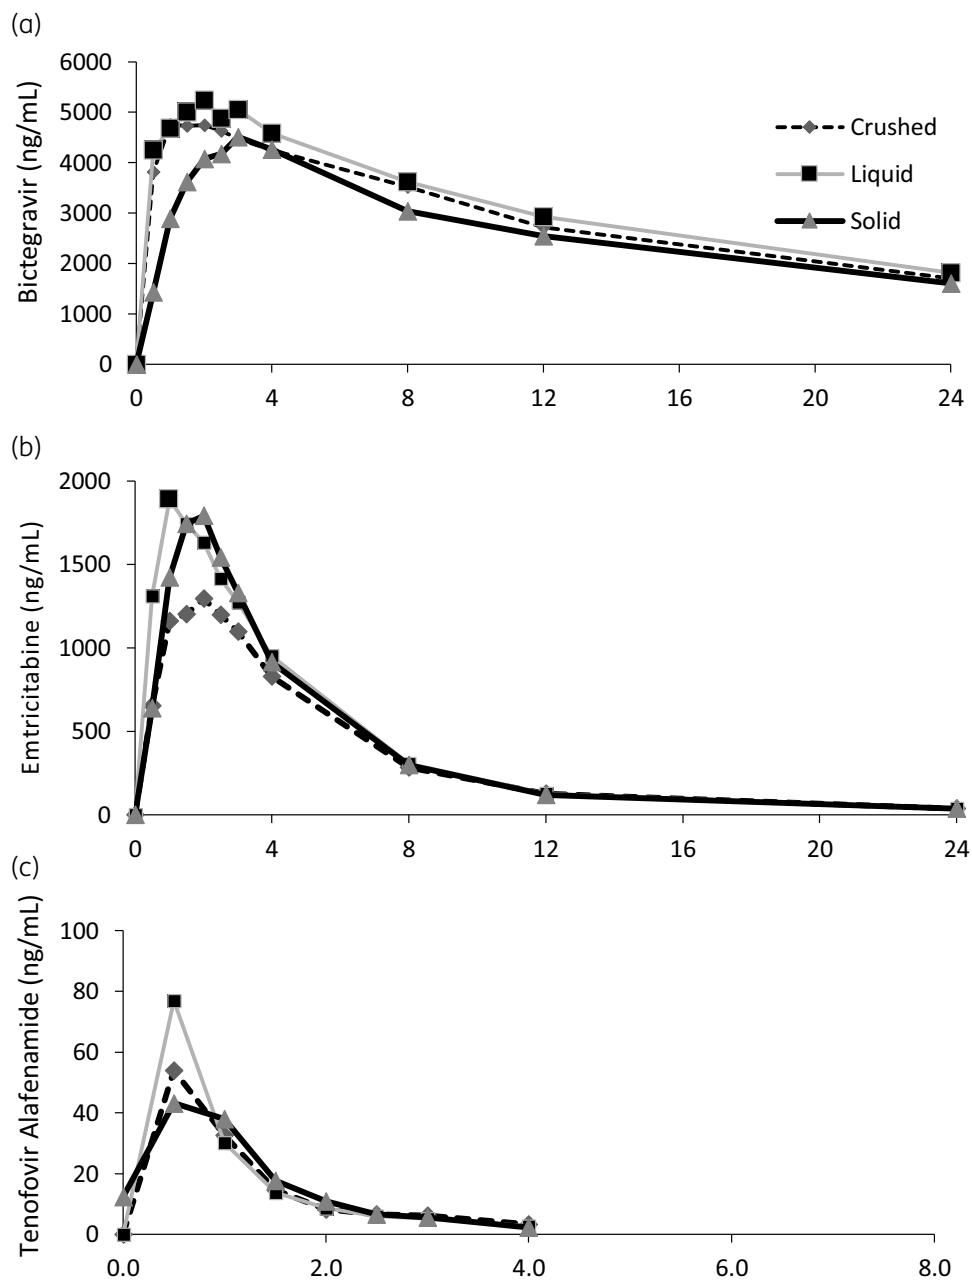 (a)
6000
5000
4000
3000
2000
1000
0
Bictegravir (ng/mL)
Crushed
Liquid
Solid
0 4 8 12 16 20 24
(b)
2000
1500
1000
500
0
Emtricitabine (ng/mL)
0 4 8 12 16 20 24
(c)
100
80
60
40
20
0
Tenofovir Alafenamide (ng/mL)
0.0 2.0 4.0 6.0 8.0